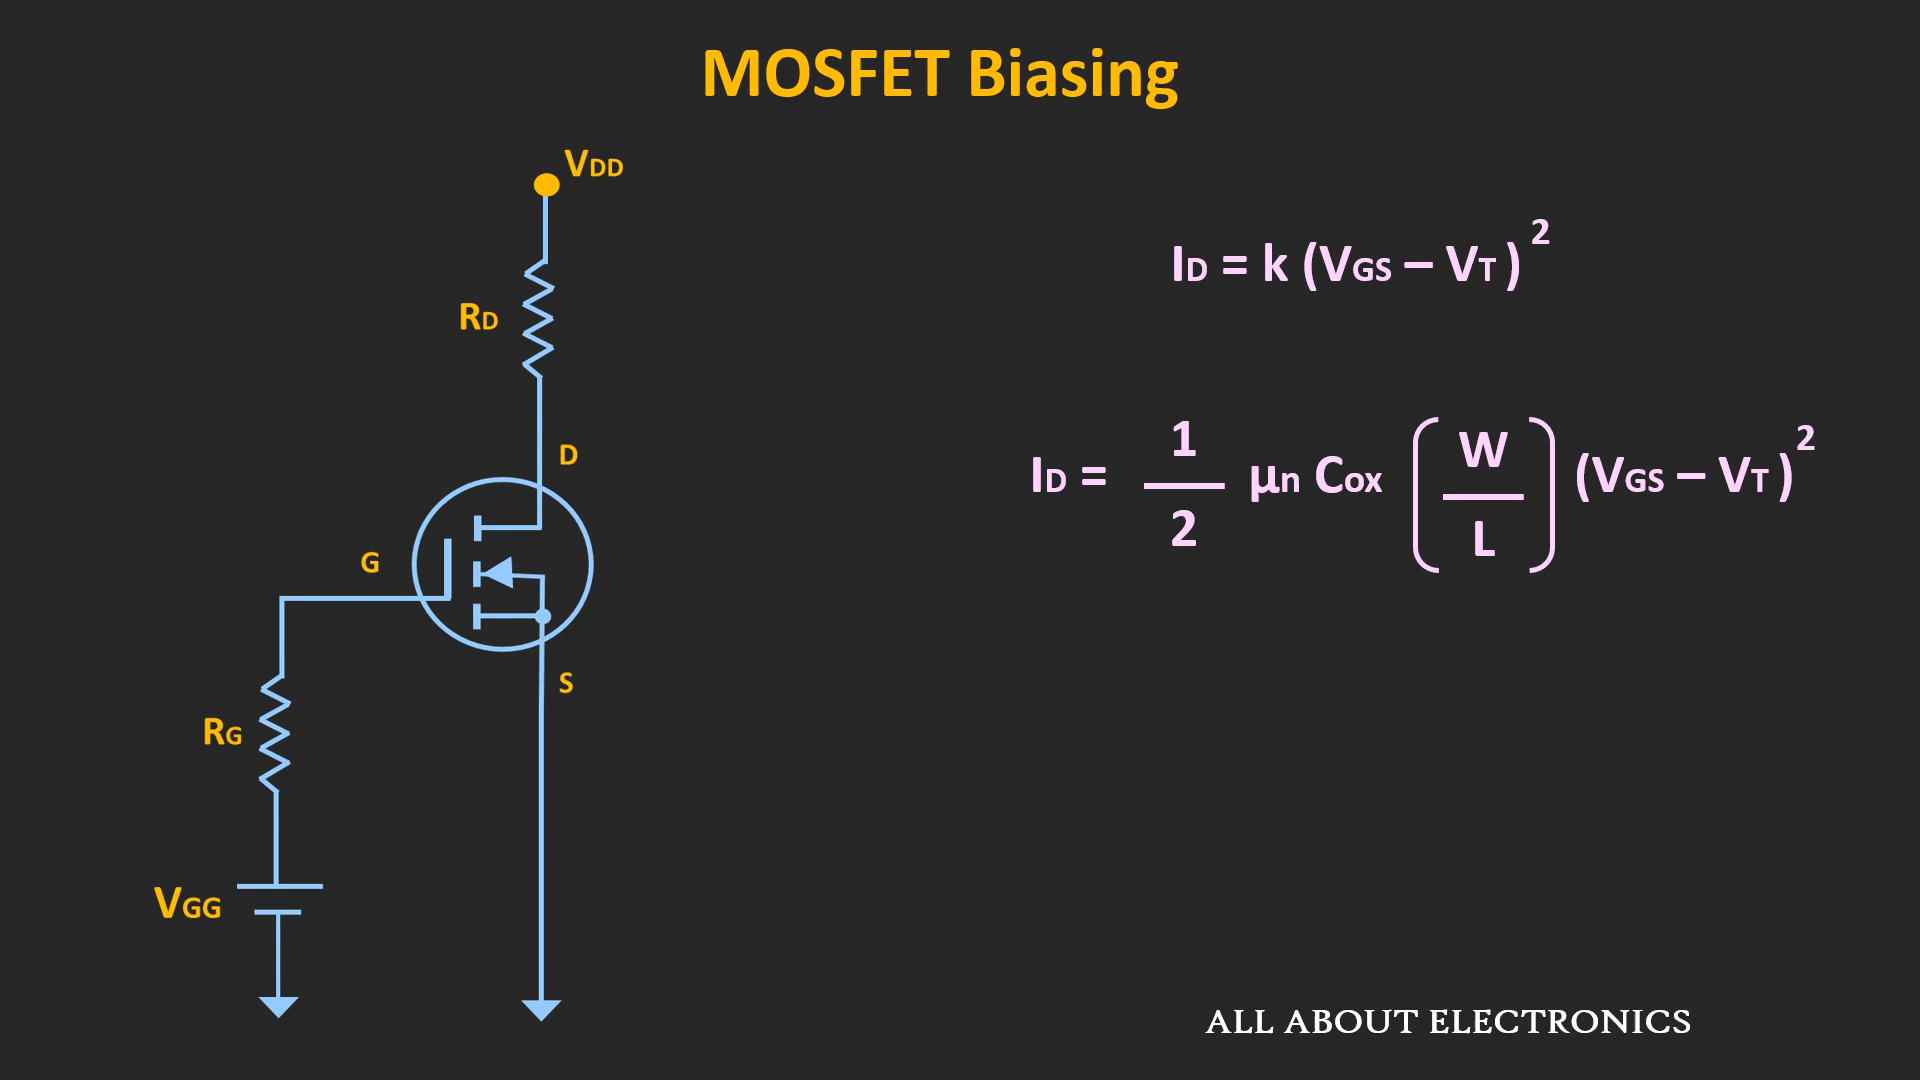 MOSFET Biasing
VDD
RD
D
G
S
RG
VGG
ID = k (VGS – VT )²
ID = 1/2 μn Cox (W/L) (VGS – VT )²
ALL ABOUT ELECTRONICS